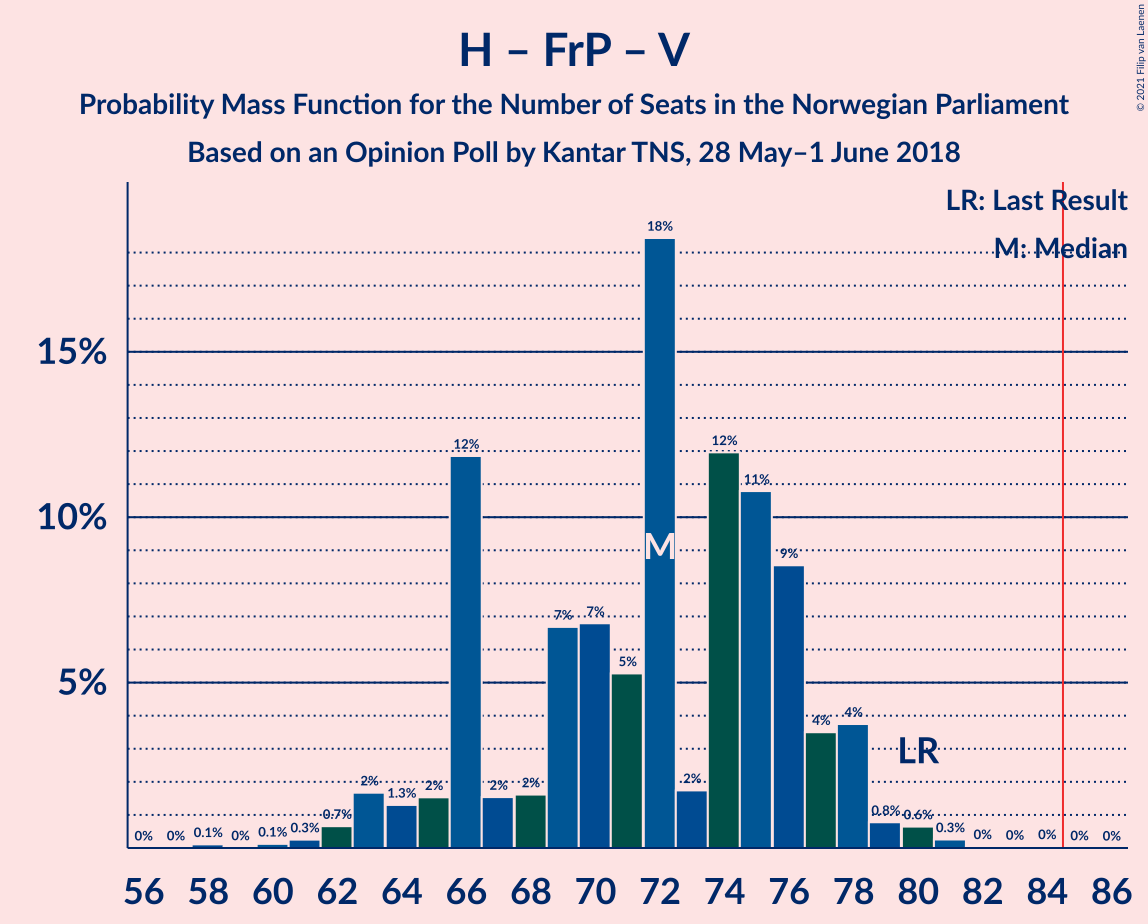 H – FrP – V
Probability Mass Function for the Number of Seats in the Norwegian Parliament
Based on an Opinion Poll by Kantar TNS, 28 May–1 June 2018
© 2021 Filip van Laenen
LR: Last Result
M: Median
15%
10%
5%
0% 0% 0.1% 0% 0.1% 0.3% 0.7% 2% 1.3% 2% 12% 2% 2% 7% 7% 5% 18% 2% 12% 11% 9% 4% 4% 0.8% 0.6% 0.3% 0% 0% 0% 0% 0%
M
LR
56 58 60 62 64 66 68 70 72 74 76 78 80 82 84 86